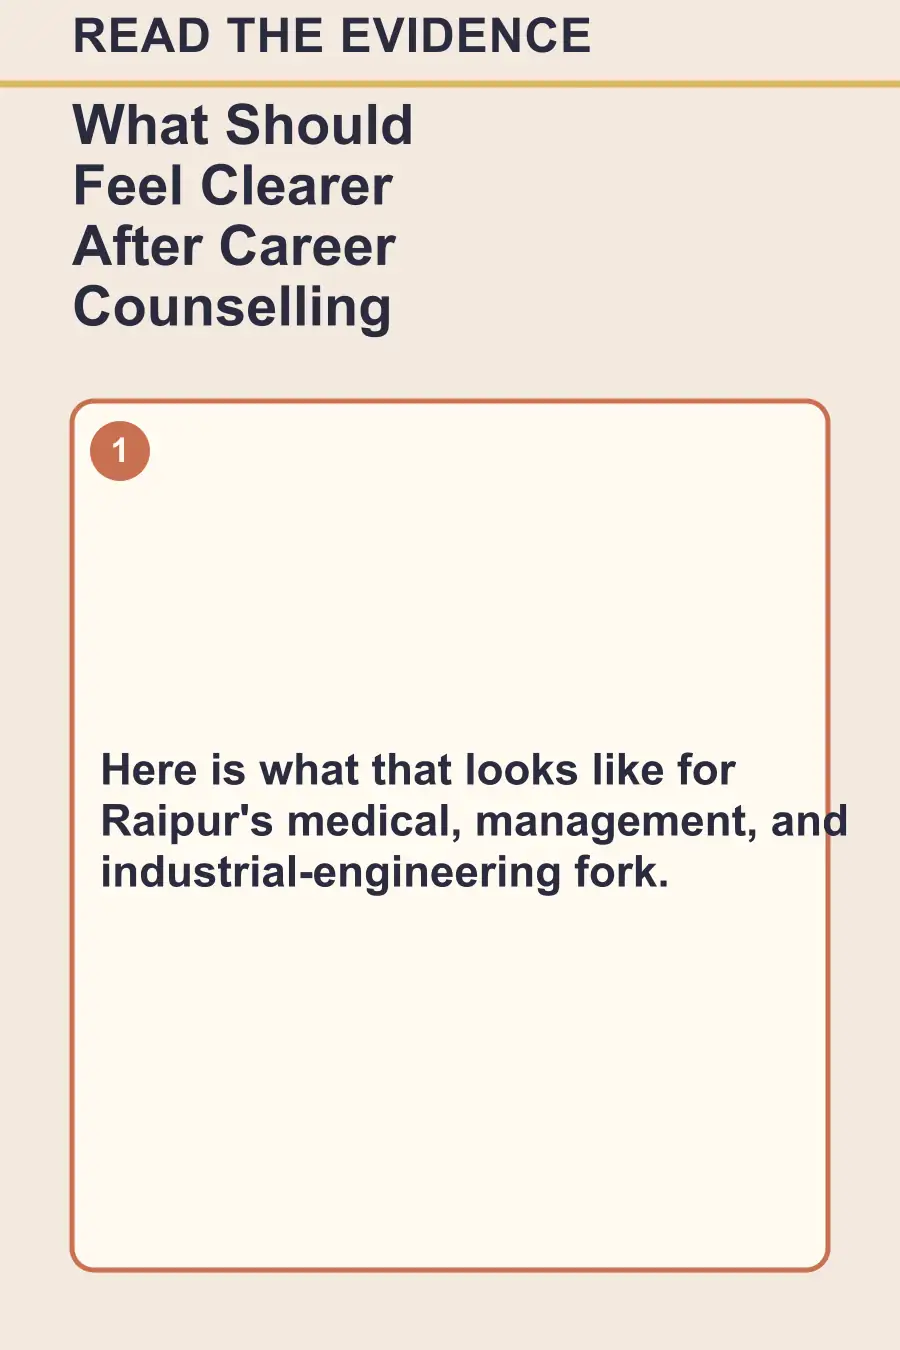 READ THE EVIDENCE
What Should
Feel Clearer
After Career
Counselling
1
Here is what that looks like for
Raipur's medical, management, and
industrial-engineering fork.